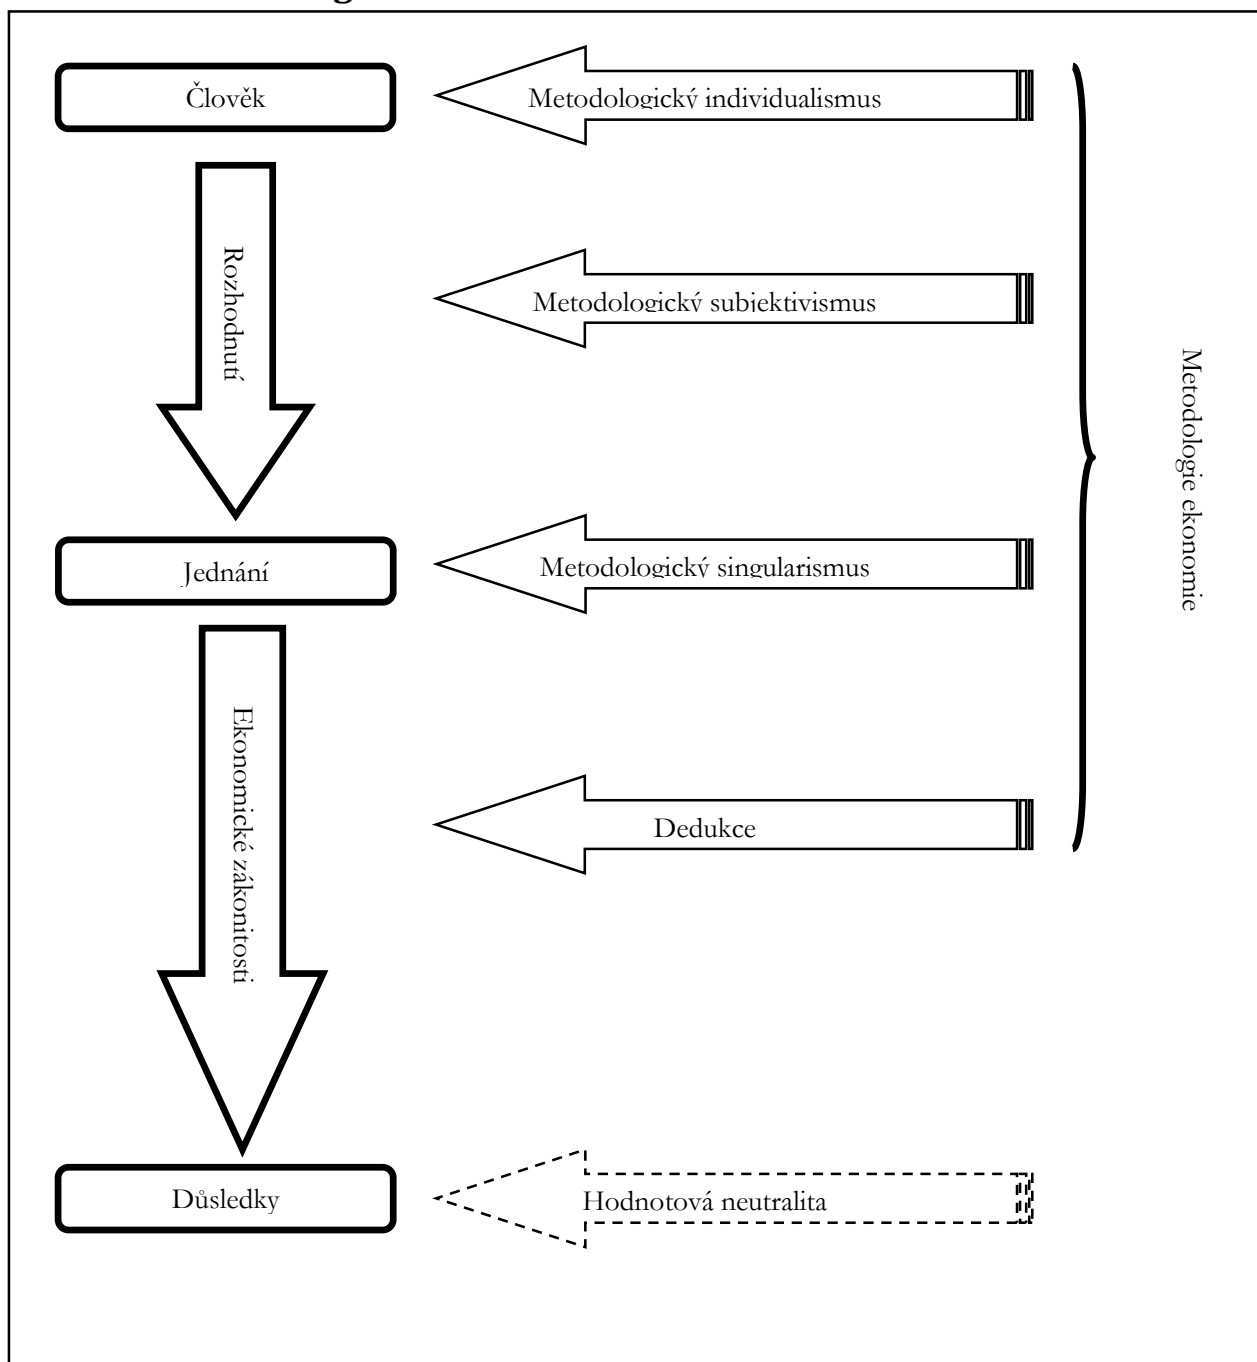 Člověk
Metodologický individualismus
Rozhodnutí
Metodologický subjektivismus
Metodologie ekonomie
Jednání
Metodologický singularismus
Ekonomické zákonitosti
Dedukce
Důsledky
Hodnotová neutralita